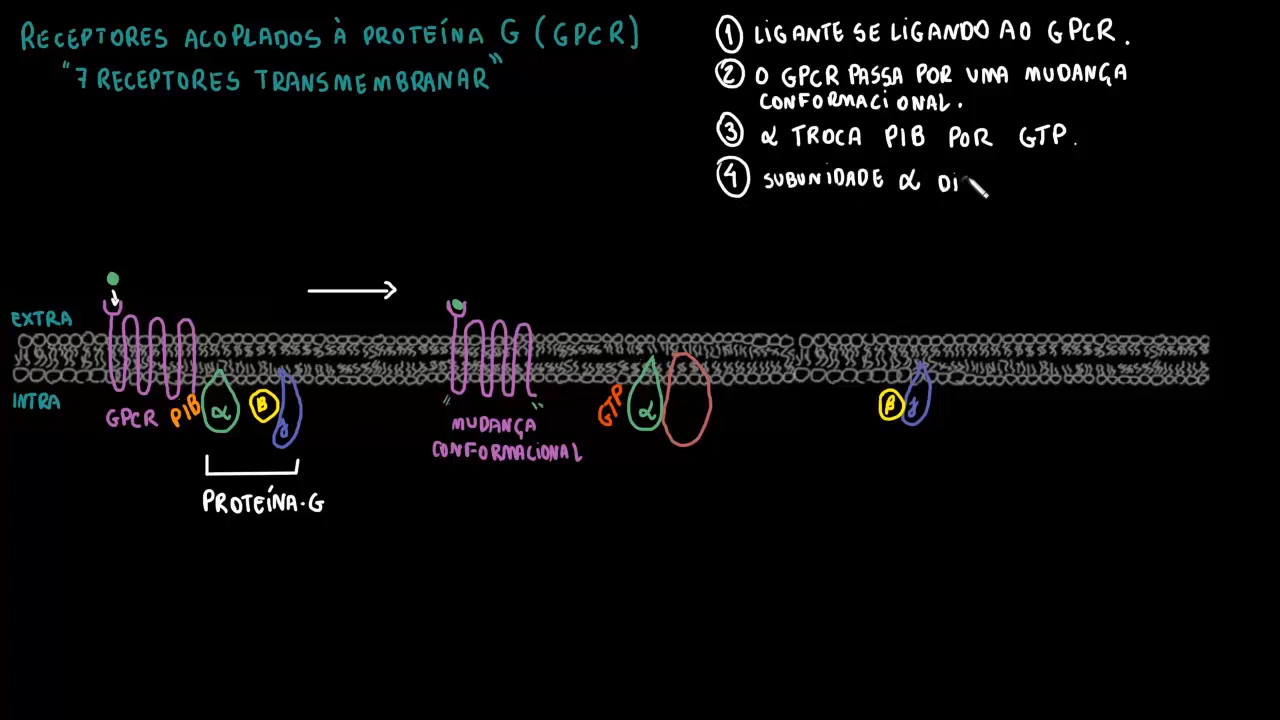 RECEPTORES ACOPLADOS À PROTEÍNA G (GPCR)
"7 RECEPTORES TRANSMEMBRANAR"
1 LIGANTE SE LIGANDO AO GPCR.
2 O GPCR PASSA POR UMA MUDANÇA
CONFORMACIONAL.
3 α TROCA PIB POR GTP.
4 SUBUNIDADE α DI
EXTRA
INTRA
GPCR
PIB
α
β
γ
PROTEÍNA-G
"MUDANÇA"
CONFORMACIONAL
GTP
α
β
γ